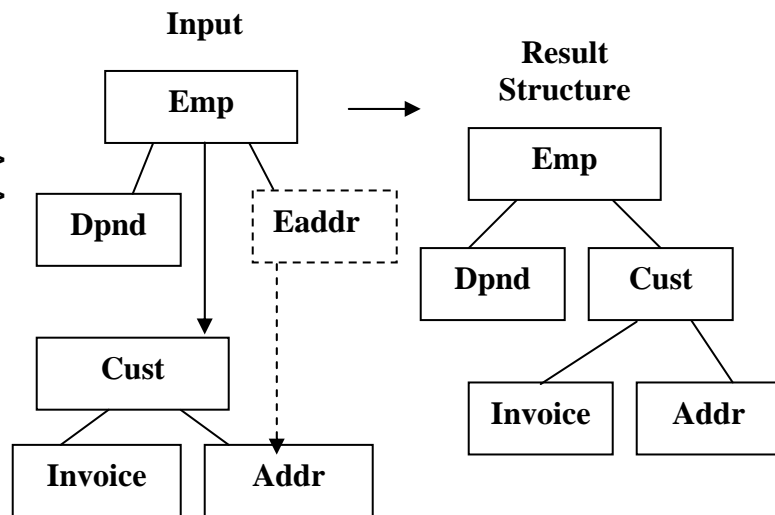 Input
Emp
>
>
Dpnd
Eaddr
Cust
Invoice
Addr
Result
Structure
Emp
Dpnd
Cust
Invoice
Addr